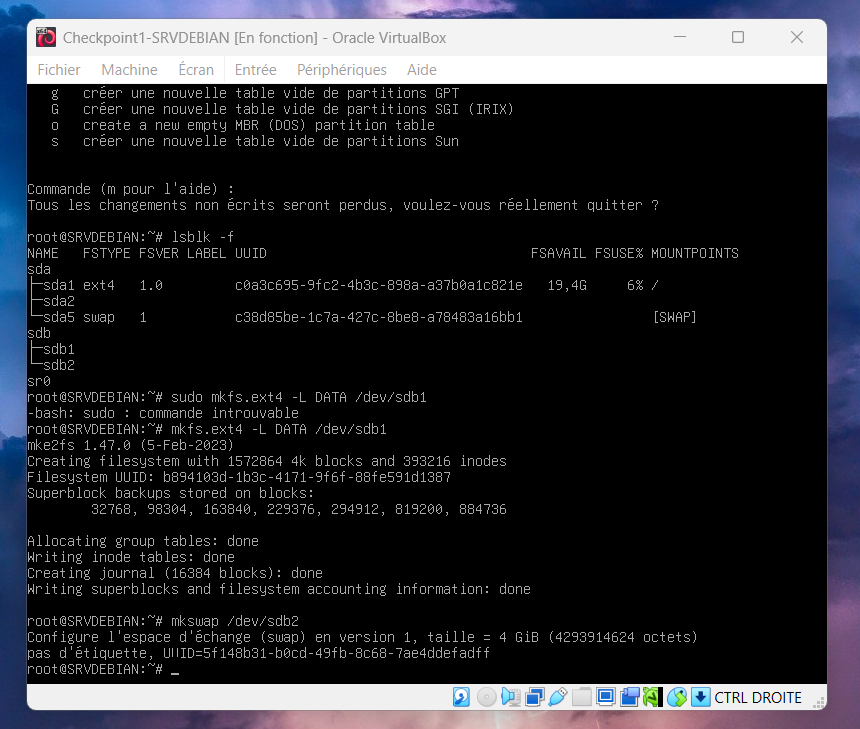 Checkpoint1-SRVDEBIAN [En fonction] - Oracle VirtualBox
Fichier Machine Écran Entrée Périphériques Aide
g créer une nouvelle table vide de partitions GPT
G créer une nouvelle table vide de partitions SGI (IRIX)
o create a new empty MBR (DOS) partition table
s créer une nouvelle table vide de partitions Sun
Commande (m pour l'aide) :
Tous les changements non écrits seront perdus, voulez-vous réellement quitter ?
root@SRVDEBIAN:~# lsblk -f
NAME FSTYPE FSVER LABEL UUID FSAVAIL FSUSE% MOUNTPOINTS
sda
├─sda1 ext4 1.0 c0a3c695-9fc2-4b3c-898a-a37b0a1c821e 19,4G 6% /
├─sda2
└─sda5 swap 1 c38d85be-1c7a-427c-8be8-a78483a16bb1 [SWAP]
sdb
├─sdb1
└─sdb2
sr0
root@SRVDEBIAN:~# sudo mkfs.ext4 -L DATA /dev/sdb1
-bash: sudo : commande introuvable
root@SRVDEBIAN:~# mkfs.ext4 -L DATA /dev/sdb1
mke2fs 1.47.0 (5-Feb-2023)
Creating filesystem with 1572864 4k blocks and 393216 inodes
Filesystem UUID: b894103d-1b3c-4171-9f6f-88fe591d1387
Superblock backups stored on blocks:
32768, 98304, 163840, 229376, 294912, 819200, 884736
Allocating group tables: done
Writing inode tables: done
Creating journal (16384 blocks): done
Writing superblocks and filesystem accounting information: done
root@SRVDEBIAN:~# mkswap /dev/sdb2
Configure l'espace d'échange (swap) en version 1, taille = 4 GiB (4293914624 octets)
pas d'étiquette, UUID=5f148b31-b0cd-49fb-8c68-7ae4ddefadff
root@SRVDEBIAN:~# _
CTRL DROITE